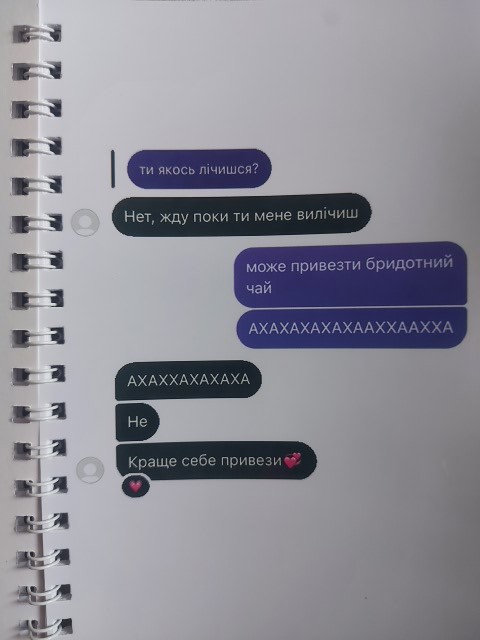 ти якось лічишся?
Нет, жду поки ти мене вилічиш
може привезти бридотний
чай
АХАХАХАХАХААХХААХХА
АХАХХАХАХАХА
Не
Краще себе привези💞